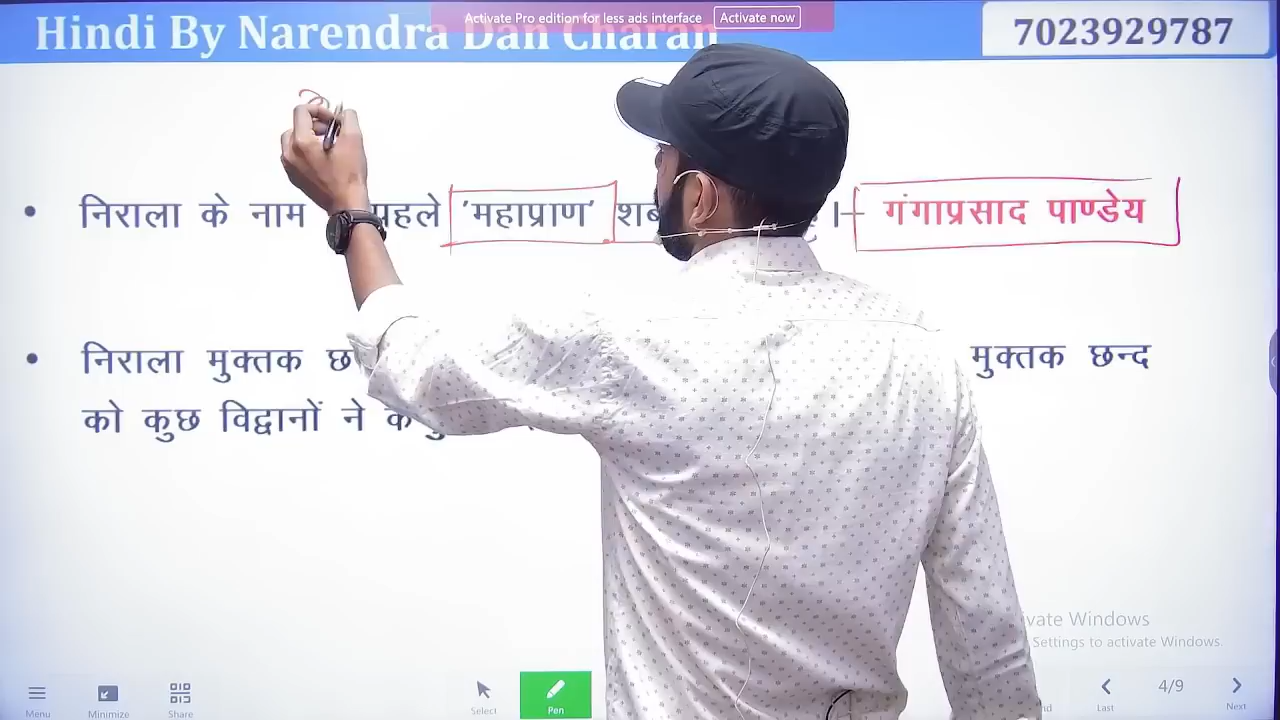 Hindi By Narendra Dan Charan
Activate Pro edition for less ads interface Activate now
7023929787
• निराला के नाम पहले 'महाप्राण' । गंगाप्रसाद पाण्डेय
• निराला मुक्तक मुक्तक छन्द
को कुछ विद्वानों ने
Windows
Settings to activate Windows.
Menu Minimize Share Select Pen Last 4/9 Next